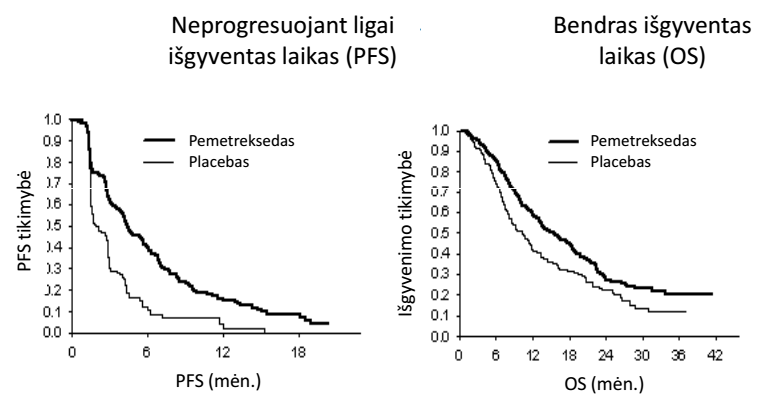 Neprogresuojant ligai
išgyventas laikas (PFS)
Bendras išgyventas
laikas (OS)
PFS tikimybė
1.0
0.9
0.8
0.7
0.6
0.5
0.4
0.3
0.2
0.1
0.0
Pemetreksedas
Placebas
0 6 12 18
PFS (mėn.)
Išgyvenimo tikimybė
1.0
0.9
0.8
0.7
0.6
0.5
0.4
0.3
0.2
0.1
0.0
Pemetreksedas
Placebas
0 6 12 18 24 30 36 42
OS (mėn.)